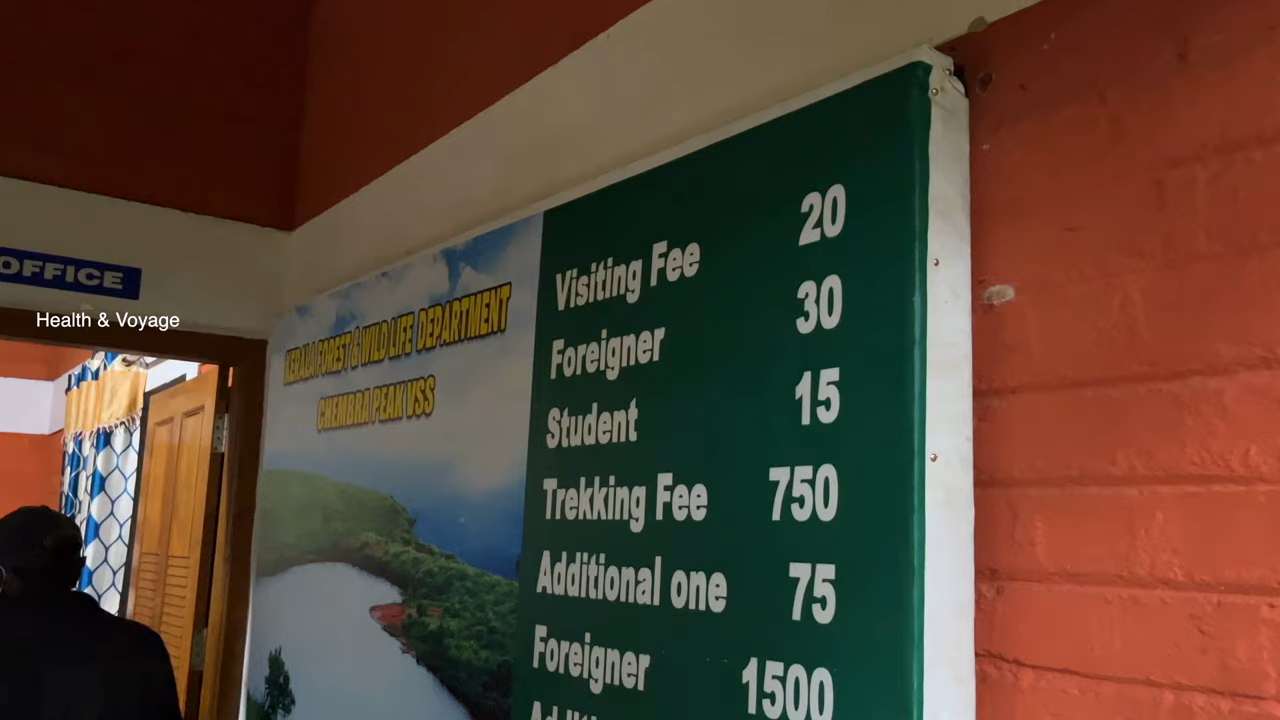 OFFICE
Health & Voyage
KERALA FOREST & WILD LIFE DEPARTMENT
CHEMBRA PEAK VSS
Visiting Fee 20
Foreigner 30
Student 15
Trekking Fee 750
Additional one 75
Foreigner 1500